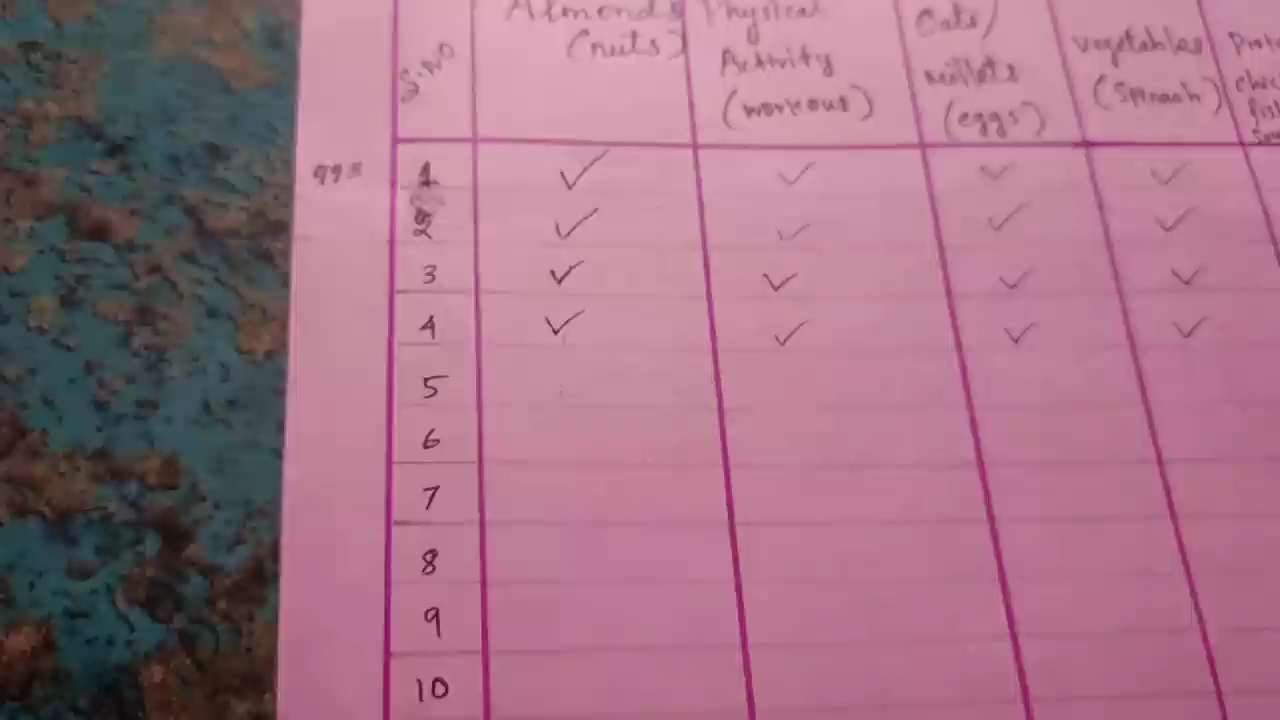 S.NO
Almonds
(nuts)
Physical
Activity
(workout)
Oats/
millets
(eggs)
Vegetables
(Spinach)
1 ✓ ✓ ✓ ✓
2 ✓ ✓ ✓ ✓
3 ✓ ✓ ✓ ✓
4 ✓ ✓ ✓ ✓
5
6
7
8
9
10